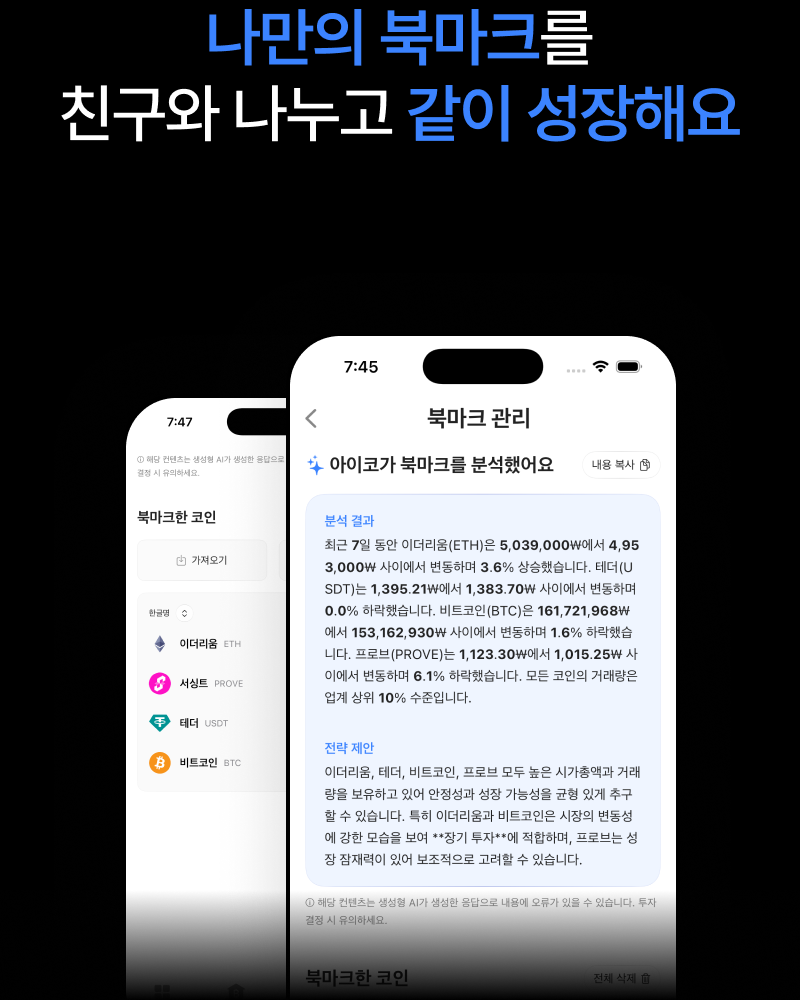 나만의 북마크를
친구와 나누고 같이 성장해요
7:47
ⓘ 해당 컨텐츠는 생성형 AI가 생성한 응답으로
결정 시 유의하세요.
북마크한 코인
가져오기
한글명
이더리움 ETH
서싱트 PROVE
테더 USDT
비트코인 BTC
7:45
북마크 관리
아이코가 북마크를 분석했어요
내용 복사
분석 결과
최근 7일 동안 이더리움(ETH)은 5,039,000₩에서 4,95
3,000₩ 사이에서 변동하며 3.6% 상승했습니다. 테더(U
SDT)는 1,395.21₩에서 1,383.70₩ 사이에서 변동하며
0.0% 하락했습니다. 비트코인(BTC)은 161,721,968₩
에서 153,162,930₩ 사이에서 변동하며 1.6% 하락했습
니다. 프로브(PROVE)는 1,123.30₩에서 1,015.25₩ 사
이에서 변동하며 6.1% 하락했습니다. 모든 코인의 거래량은
업계 상위 10% 수준입니다.
전략 제안
이더리움, 테더, 비트코인, 프로브 모두 높은 시가총액과 거래
량을 보유하고 있어 안정성과 성장 가능성을 균형 있게 추구
할 수 있습니다. 특히 이더리움과 비트코인은 시장의 변동성
에 강한 모습을 보여 **장기 투자**에 적합하며, 프로브는 성
장 잠재력이 있어 보조적으로 고려할 수 있습니다.
ⓘ 해당 컨텐츠는 생성형 AI가 생성한 응답으로 내용에 오류가 있을 수 있습니다. 투자
결정 시 유의하세요.
북마크한 코인
전체 삭제